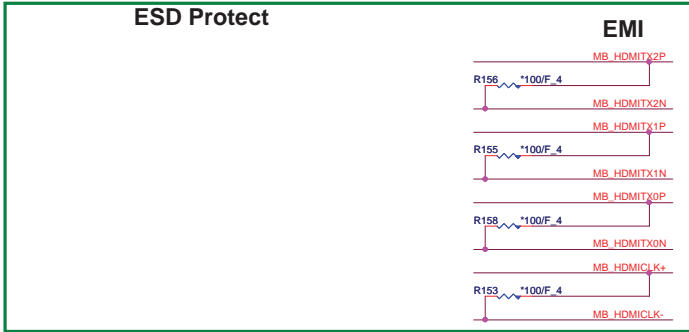 ESD Protect
EMI
MB_HDMITX2P
R156 *100/F_4
MB_HDMITX2N
MB_HDMITX1P
R155 *100/F_4
MB_HDMITX1N
MB_HDMITX0P
R158 *100/F_4
MB_HDMITX0N
MB_HDMICLK+
R153 *100/F_4
MB_HDMICLK-